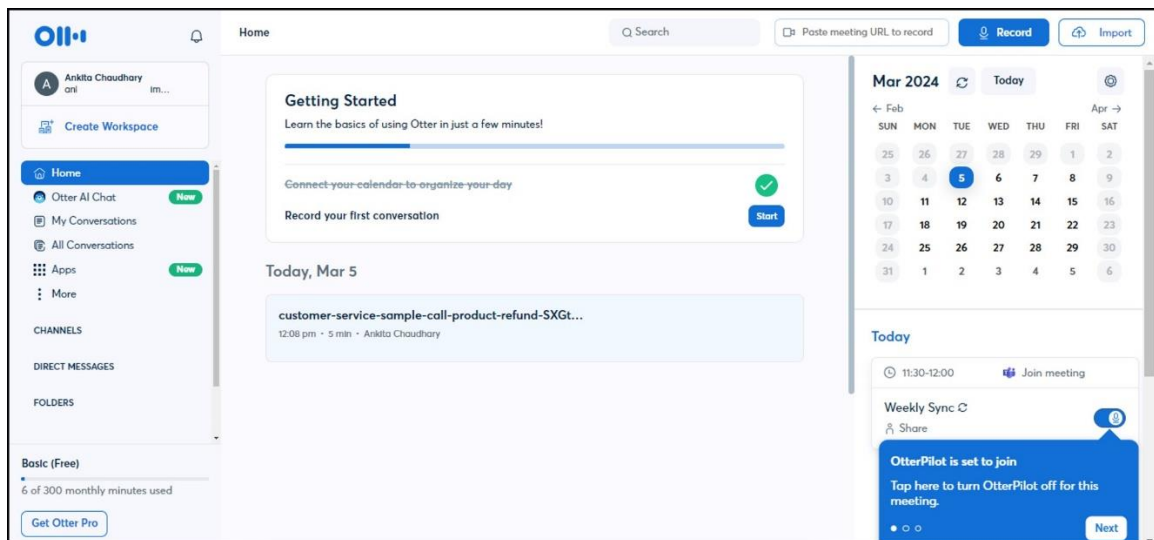 Otter
Home
Search
Paste meeting URL to record
Record
Import
A
Ankita Chaudhary
ani im...
Create Workspace
Home
Otter AI Chat New
My Conversations
All Conversations
Apps New
More
CHANNELS
DIRECT MESSAGES
FOLDERS
Basic (Free)
6 of 300 monthly minutes used
Get Otter Pro
Getting Started
Learn the basics of using Otter in just a few minutes!
Connect your calendar to organize your day
Record your first conversation
Start
Today, Mar 5
customer-service-sample-call-product-refund-SXGt...
12:08 pm • 5 min • Ankita Chaudhary
Mar 2024 Today
← Feb Apr →
SUN MON TUE WED THU FRI SAT
25 26 27 28 29 1 2
3 4 5 6 7 8 9
10 11 12 13 14 15 16
17 18 19 20 21 22 23
24 25 26 27 28 29 30
31 1 2 3 4 5 6
Today
11:30-12:00 Join meeting
Weekly Sync
Share
OtterPilot is set to join
Tap here to turn OtterPilot off for this
meeting.
Next